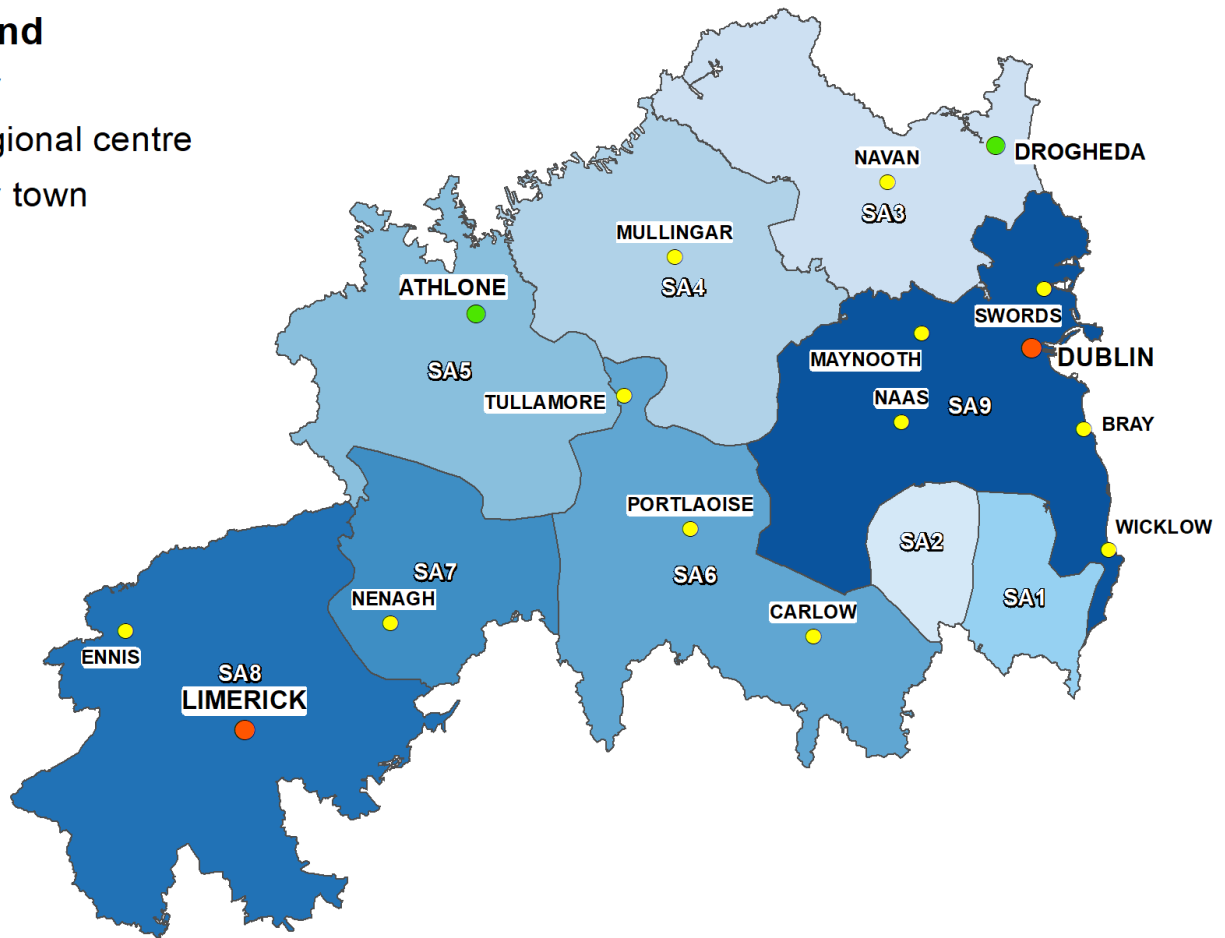 nd
gional centre
town
DROGHEDA
NAVAN
SA3
MULLINGAR
SA4
ATHLONE
SWORDS
DUBLIN
MAYNOOTH
SA5
NAAS
TULLAMORE
SA9
BRAY
PORTLAOISE
WICKLOW
SA2
SA7
SA6
NENAGH
SA1
CARLOW
ENNIS
SA8
LIMERICK